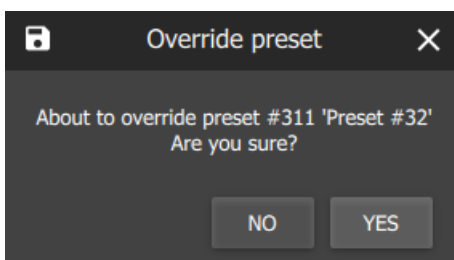 Override preset
About to override preset #311 'Preset #32'
Are you sure?
NO YES